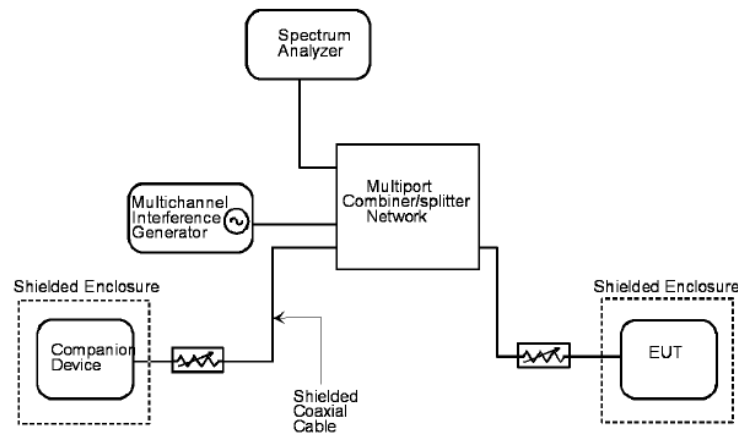 Spectrum
Analyzer
Multiport
Combiner/splitter
Network
Multichannel
Interference
Generator
Shielded Enclosure
Shielded Enclosure
Companion
Device
EUT
Shielded
Coaxial
Cable